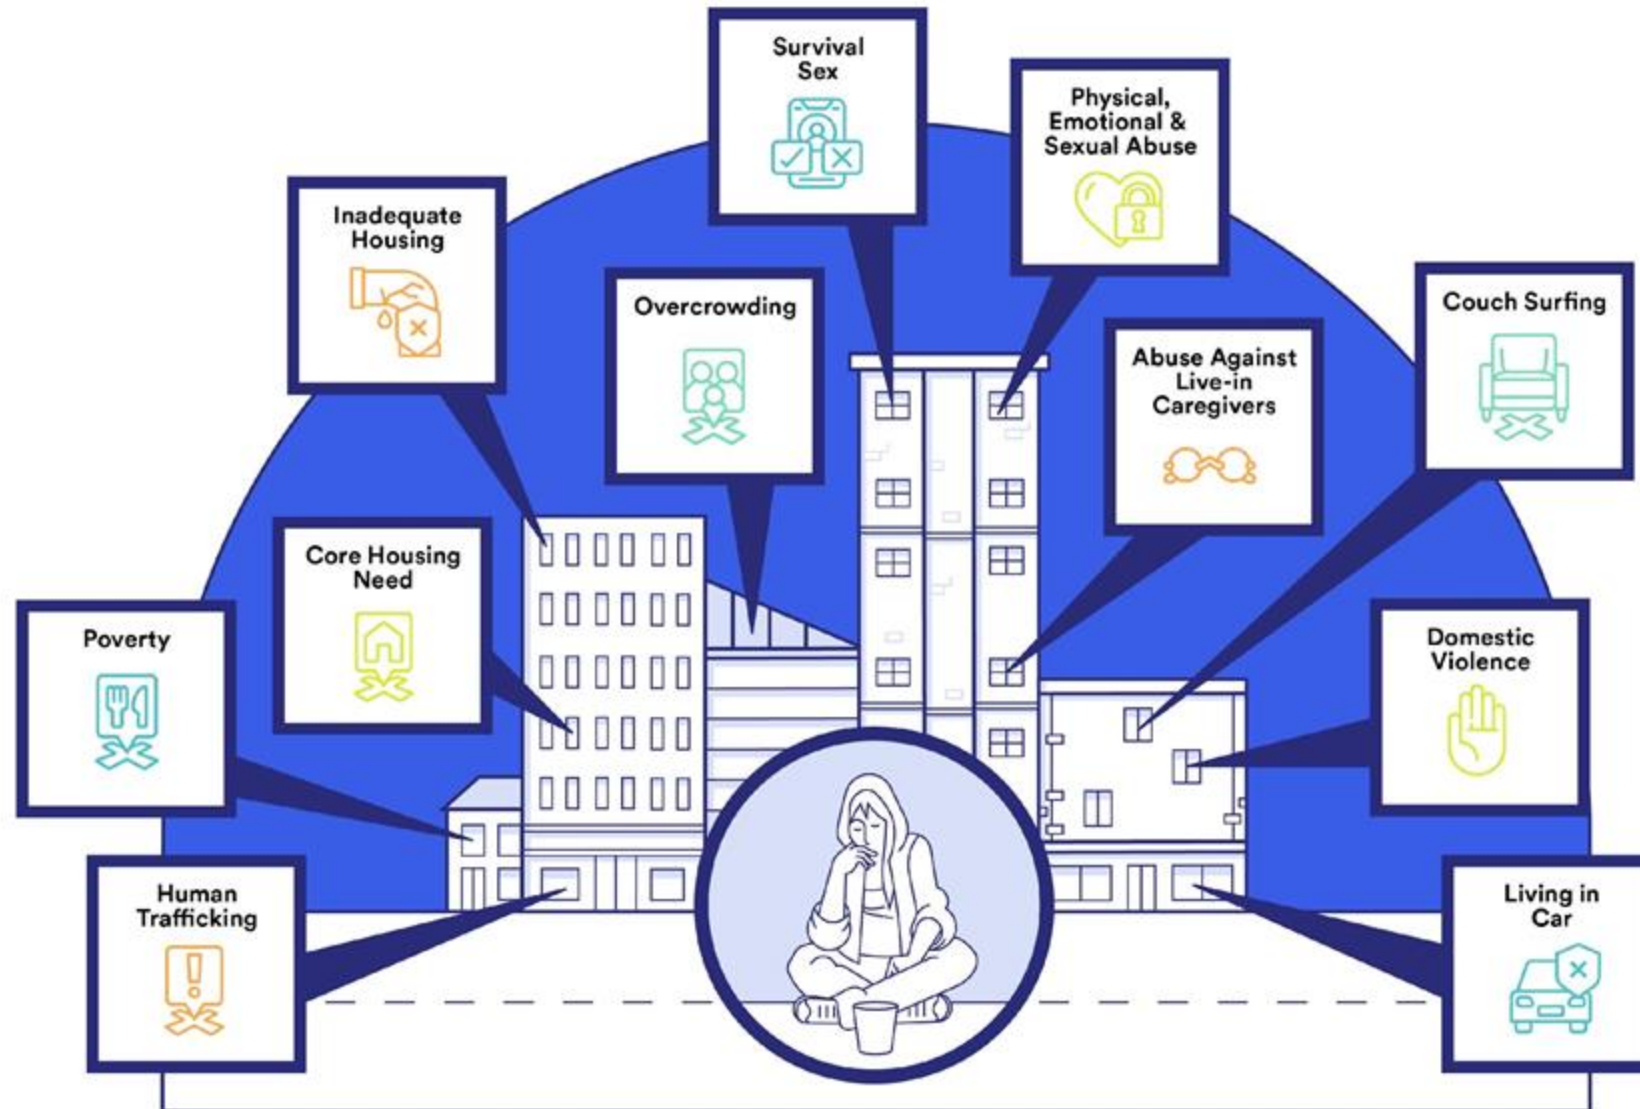 Survival
Sex
Physical,
Emotional &
Sexual Abuse
Inadequate
Housing
Overcrowding
Couch Surfing
Abuse Against
Live-in
Caregivers
Core Housing
Need
Poverty
Domestic
Violence
Human
Trafficking
Living in
Car